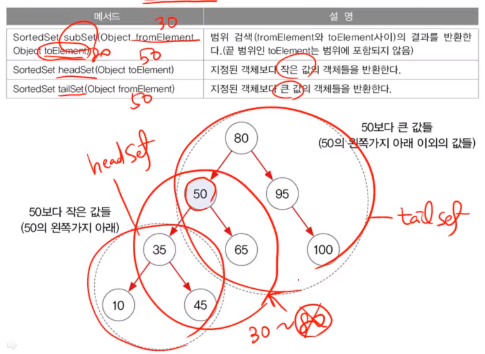 메서드 설 명
30
SortedSet subSet(Object fromElement, Object toElement)
80 50
범위 검색(fromElement와 toElement사이)의 결과를 반환한다.(끝 범위인 toElement는 범위에 포함되지 않음)
SortedSet headSet(Object toElement)
지정된 객체보다 작은 값의 객체들을 반환한다.
SortedSet tailSet(Object fromElement)
지정된 객체보다 큰 값의 객체들을 반환한다.
50
headSet
50보다 큰 값들
(50의 왼쪽가지 아래 이외의 값들)
80
50 95
50보다 작은 값들
(50의 왼쪽가지 아래)
tailset
35 65 100
10 45
30 ~ 80